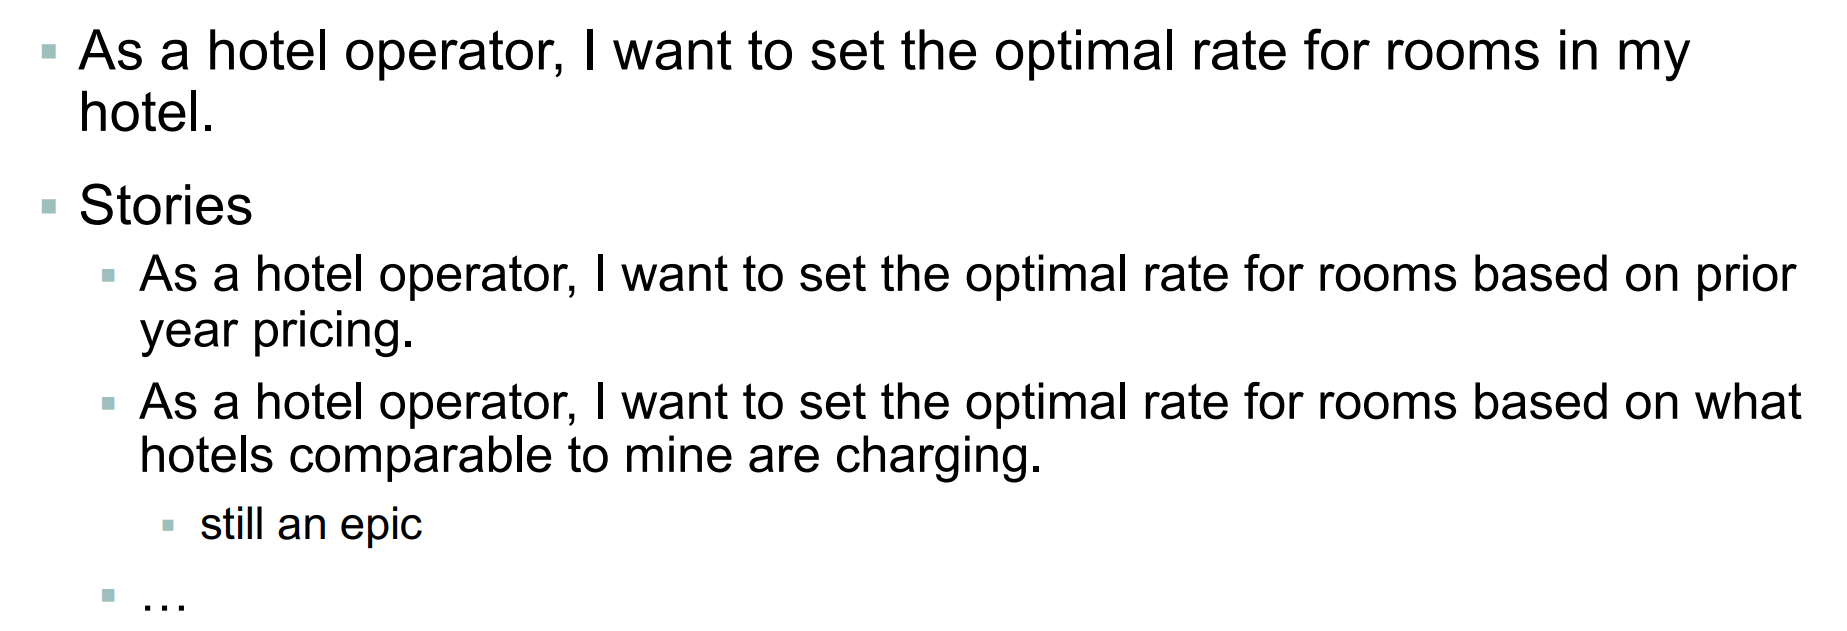 As a hotel operator, I want to set the optimal rate for rooms in my
hotel.
Stories
As a hotel operator, I want to set the optimal rate for rooms based on prior
year pricing.
As a hotel operator, I want to set the optimal rate for rooms based on what
hotels comparable to mine are charging.
still an epic
…